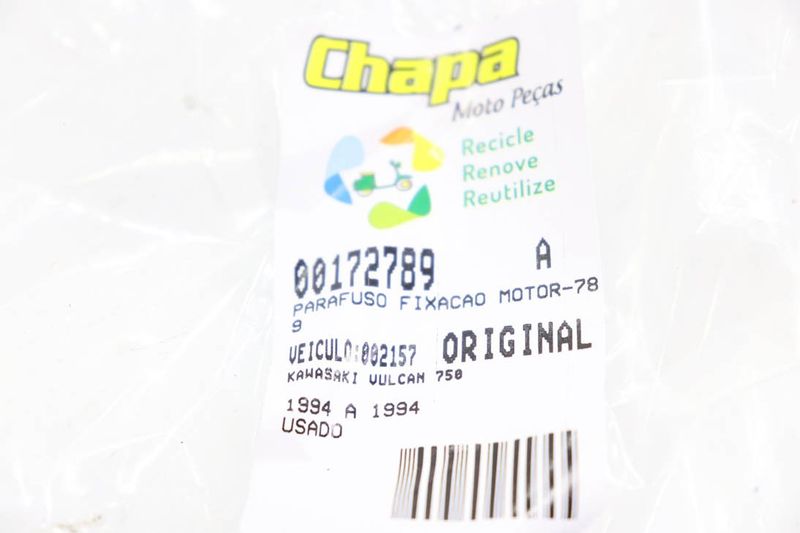 Chapa
Moto Peças
Recicle
Renove
Reutilize
00172789 A
PARAFUSO FIXACAO MOTOR-78
9
VEICULO:002157 ORIGINAL
KAWASAKI VULCAN 750
1994 A 1994
USADO